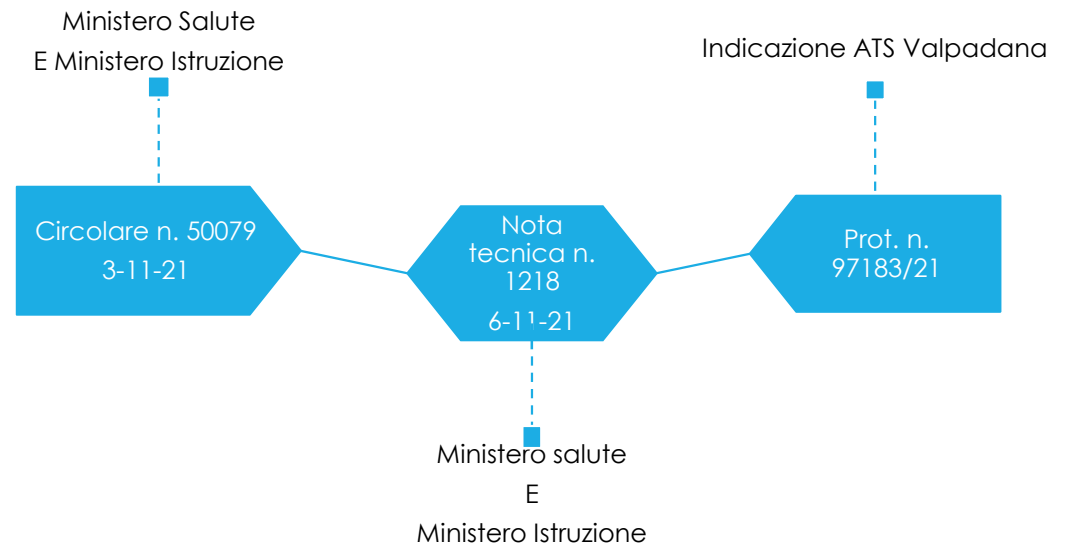 Ministero Salute
E Ministero Istruzione
Indicazione ATS Valpadana
Circolare n. 50079
3-11-21
Nota
tecnica n.
1218
6-11-21
Prot. n.
97183/21
Ministero salute
E
Ministero Istruzione